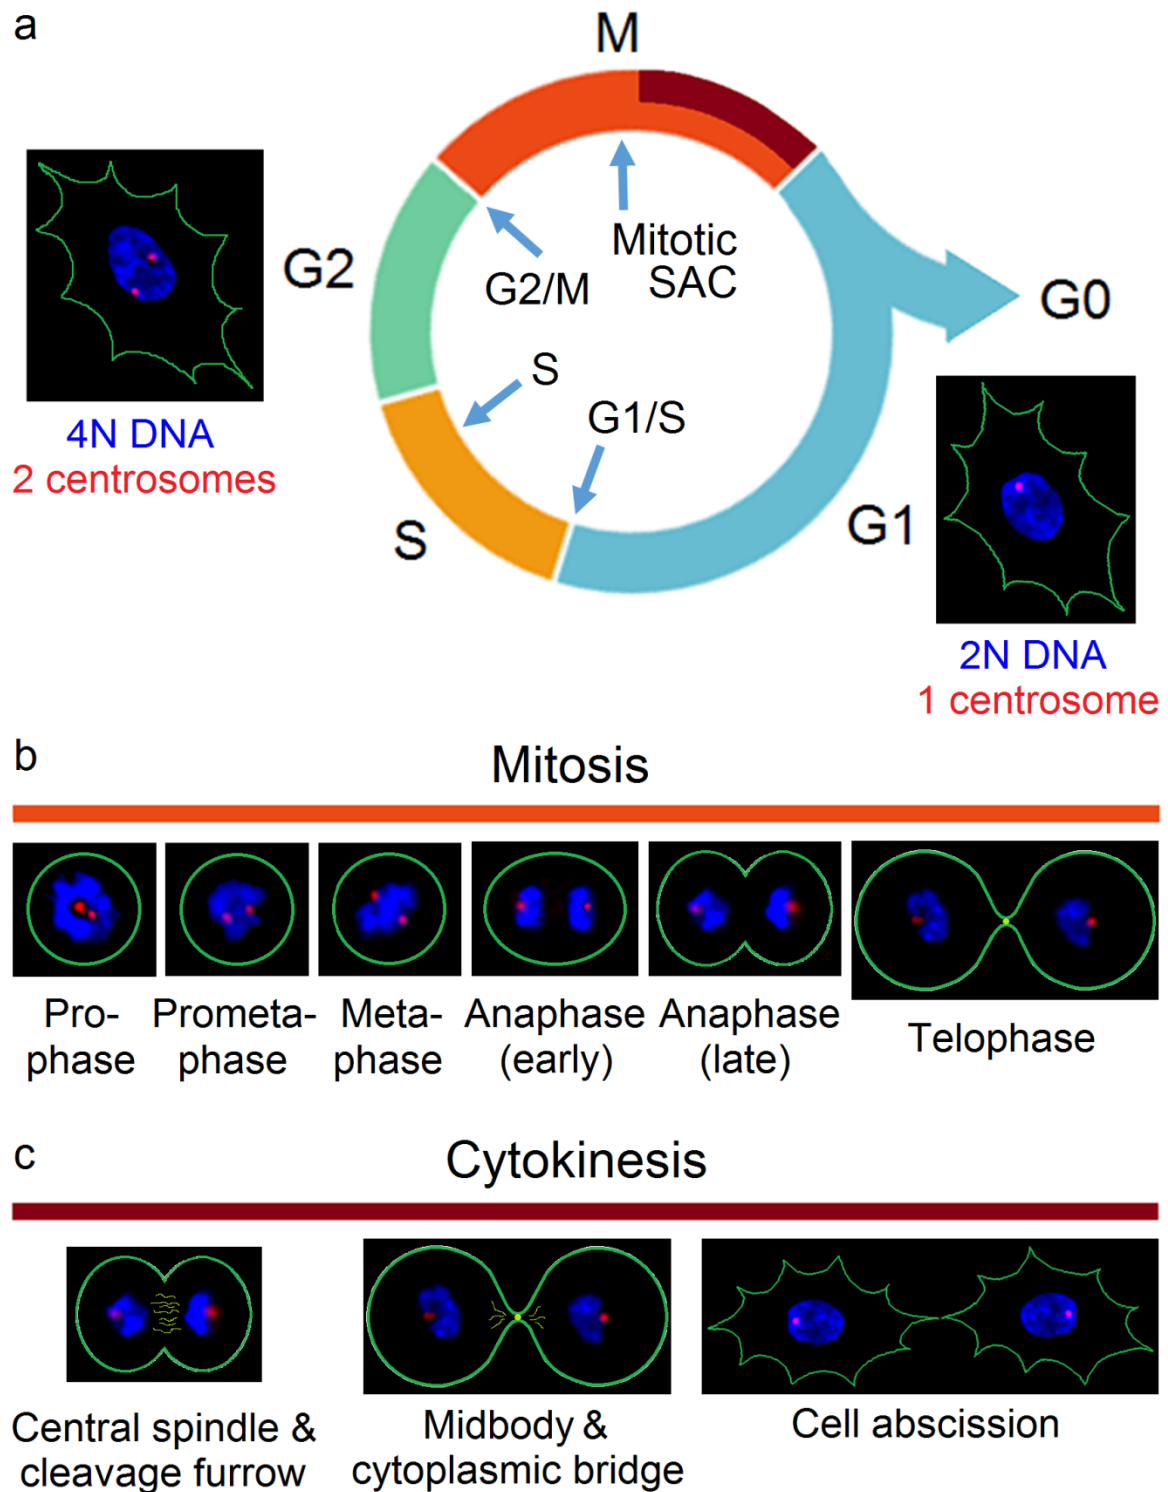 a
M
G2
G2/M
Mitotic
SAC
G0
S
G1/S
4N DNA
2 centrosomes
S
G1
2N DNA
1 centrosome
b
Mitosis
Pro-
phase
Prometa-
phase
Meta-
phase
Anaphase
(early)
Anaphase
(late)
Telophase
c
Cytokinesis
Central spindle &
cleavage furrow
Midbody &
cytoplasmic bridge
Cell abscission